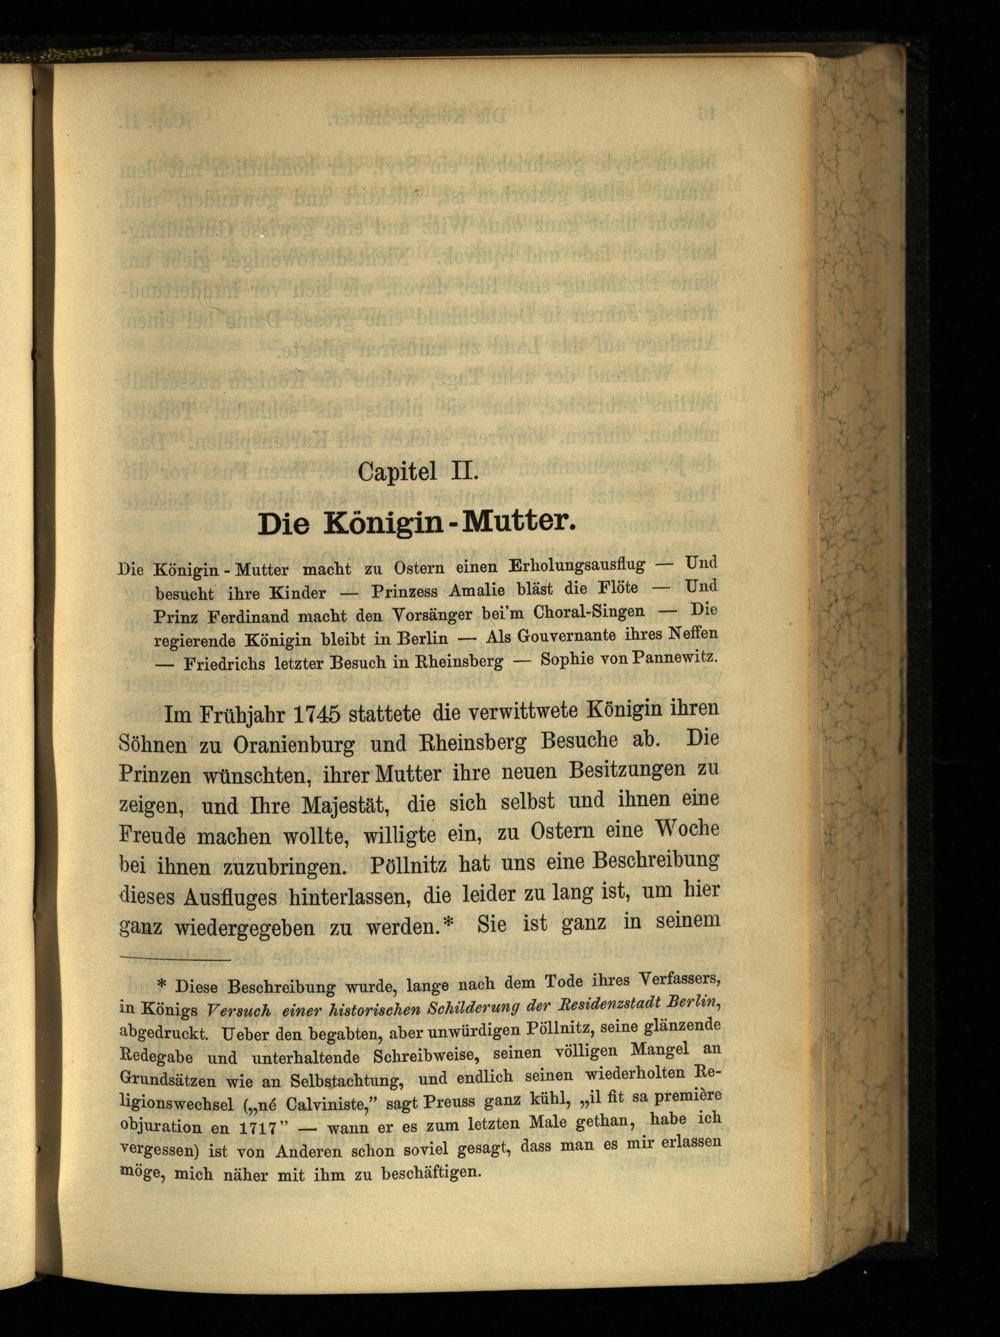 Capitel II.
Die Königin-Mutter.
Die Königin-Mutter macht zu Ostern einen Erholungsausflug — Und
besucht ihre Kinder — Prinzess Amalie bläst die Flöte — Und
Prinz Ferdinand macht den Vorsänger bei'm Choral-Singen — Die
regierende Königin bleibt in Berlin — Als Gouvernante ihres Neffen
— Friedrichs letzter Besuch in Rheinsberg — Sophie von Pannewitz.
Im Frühjahr 1745 stattete die verwittwete Königin ihren
Söhnen zu Oranienburg und Rheinsberg Besuche ab. Die
Prinzen wünschten, ihrer Mutter ihre neuen Besitzungen zu
zeigen, und Ihre Majestät, die sich selbst und ihnen eine
Freude machen wollte, willigte ein, zu Ostern eine Woche
bei ihnen zuzubringen. Pöllnitz hat uns eine Beschreibung
dieses Ausfluges hinterlassen, die leider zu lang ist, um hier
ganz wiedergegeben zu werden.* Sie ist ganz in seinem
* Diese Beschreibung wurde, lange nach dem Tode ihres Verfassers,
in Königs Versuch einer historischen Schilderung der Residenzstadt Berlin,
abgedruckt. Ueber den begabten, aber unwürdigen Pöllnitz, seine glänzende
Redegabe und unterhaltende Schreibweise, seinen völligen Mangel an
Grundsätzen wie an Selbstachtung, und endlich seinen wiederholten Re-
ligionswechsel („né Calviniste,” sagt Preuss ganz kühl, „il fit sa première
objuration en 1717” — wann er es zum letzten Male gethan, habe ich
vergessen) ist von Anderen schon soviel gesagt, dass man es mir erlassen
möge, mich näher mit ihm zu beschäftigen.